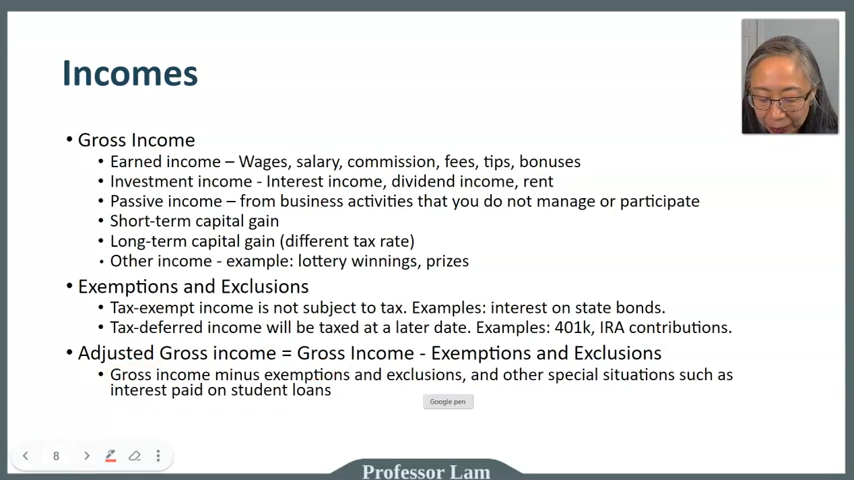 Incomes
• Gross Income
• Earned income – Wages, salary, commission, fees, tips, bonuses
• Investment income - Interest income, dividend income, rent
• Passive income – from business activities that you do not manage or participate
• Short-term capital gain
• Long-term capital gain (different tax rate)
• Other income - example: lottery winnings, prizes
• Exemptions and Exclusions
• Tax-exempt income is not subject to tax. Examples: interest on state bonds.
• Tax-deferred income will be taxed at a later date. Examples: 401k, IRA contributions.
• Adjusted Gross income = Gross Income - Exemptions and Exclusions
• Gross income minus exemptions and exclusions, and other special situations such as
interest paid on student loans
Google pen
8
Professor Lam